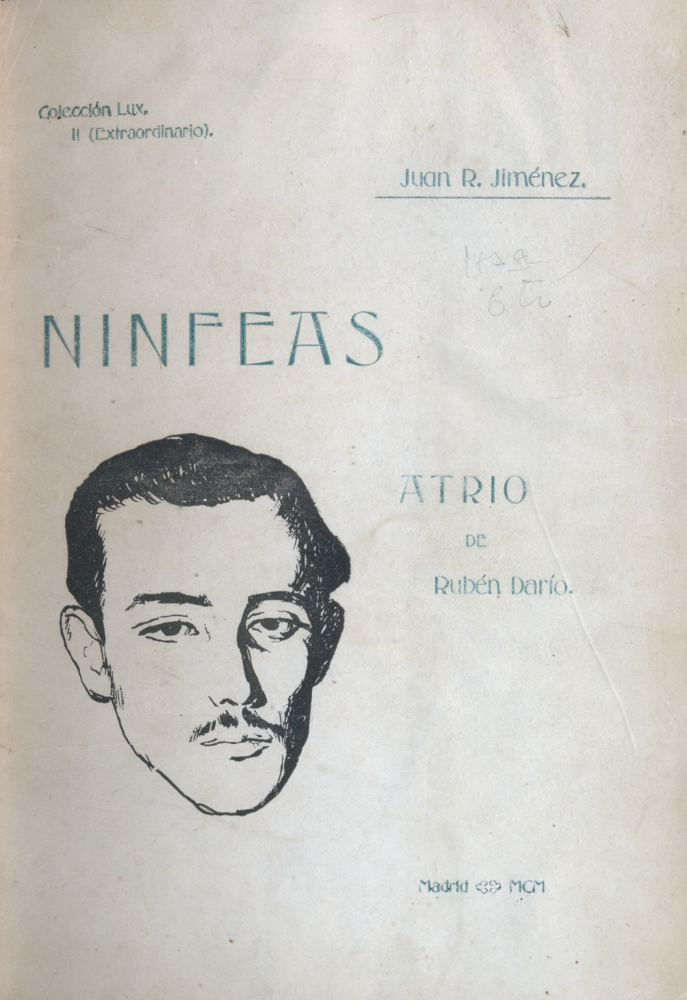 Colección Lux.
II (Extraordinario).
Juan R. Jiménez.
NINFEAS
ATRIO
DE
Rubén Darío.
Madrid MCM